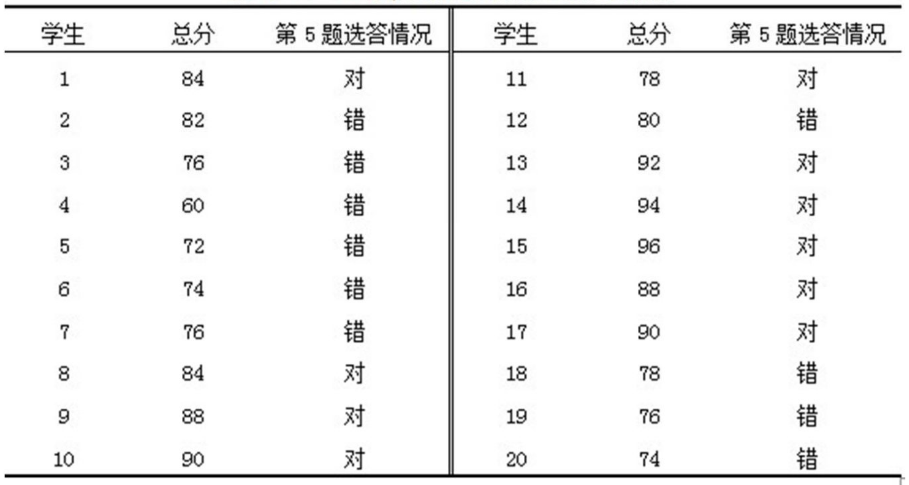 学生 总分 第 5 题选答情况 学生 总分 第 5 题选答情况
1 84 对 11 78 对
2 82 错 12 80 错
3 76 错 13 92 对
4 60 错 14 94 对
5 72 错 15 96 对
6 74 错 16 88 对
7 76 错 17 90 对
8 84 对 18 78 错
9 88 对 19 76 错
10 90 对 20 74 错